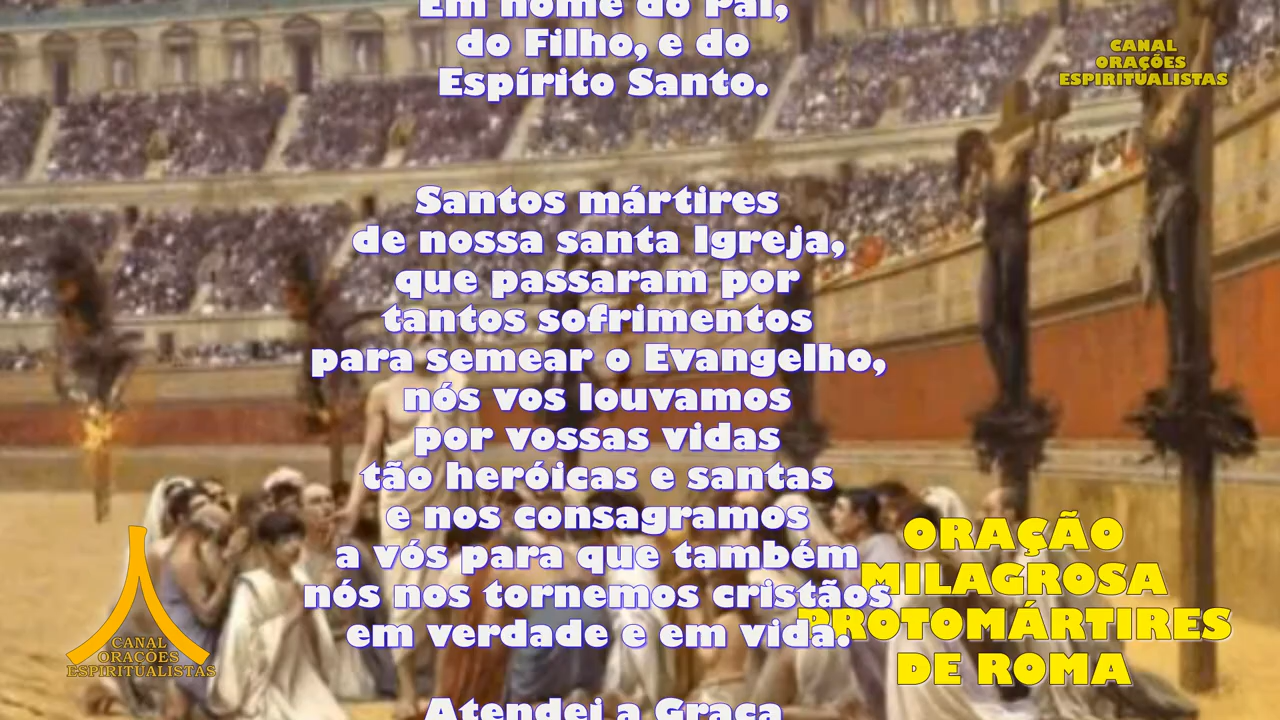 Em nome do Pai,
do Filho, e do
Espírito Santo.
Santos mártires
de nossa santa Igreja,
que passaram por
tantos sofrimentos
para semear o Evangelho,
nós vos louvamos
por vossas vidas
tão heróicas e santas
e nos consagramos
a vós para que também
nós nos tornemos cristãos
em verdade e em vida.
Atendei a Graça
CANAL
ORAÇÕES
ESPIRITUALISTAS
ORAÇÃO
MILAGROSA
PROTOMÁRTIRES
DE ROMA
CANAL
ORAÇÕES
ESPIRITUALISTAS